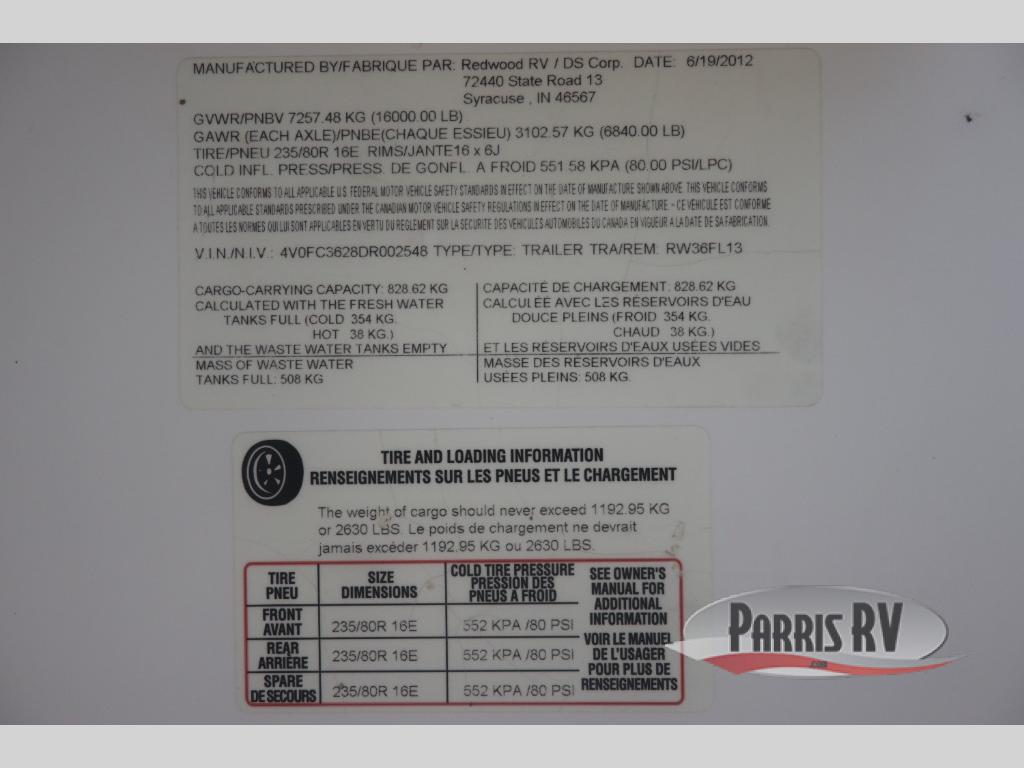 MANUFACTURED BY/FABRIQUE PAR: Redwood RV / DS Corp. DATE: 6/19/2012
72440 State Road 13
Syracuse , IN 46567
GVWR/PNBV 7257.48 KG (16000.00 LB)
GAWR (EACH AXLE)/PNBE(CHAQUE ESSIEU) 3102.57 KG (6840.00 LB)
TIRE/PNEU 235/80R 16E RIMS/JANTE16 x 6J
COLD INFL. PRESS/PRESS. DE GONFL. A FROID 551.58 KPA (80.00 PSI/LPC)
THIS VEHICLE CONFORMS TO ALL APPLICABLE U.S. FEDERAL MOTOR VEHICLE SAFETY STANDARDS IN EFFECT ON THE DATE OF MANUFACTURE SHOWN ABOVE. THIS VEHICLE CONFORMS
TO ALL APPLICABLE STANDARDS PRESCRIBED UNDER THE CANADIAN MOTOR VEHICLE SAFETY REGULATIONS IN EFFECT ON THE DATE OF MANUFACTURE. - CE VÉHICULE EST CONFORME
A TOUTES LES NORMES QUI LUI SONT APPLICABLES EN VERTU DU REGLEMENT SUR LA SECURITE DES VEHICULES AUTOMOBILES DU CANADA EN VIGUEUR A LA DATE DE SA FABRICATION.
V.I.N./N.I.V.: 4V0FC3628DR002548 TYPE/TYPE: TRAILER TRA/REM: RW36FL13
CARGO-CARRYING CAPACITY: 828.62 KG
CALCULATED WITH THE FRESH WATER
TANKS FULL (COLD 354 KG.
HOT 38 KG.)
AND THE WASTE WATER TANKS EMPTY
MASS OF WASTE WATER
TANKS FULL: 508 KG
CAPACITÉ DE CHARGEMENT: 828.62 KG
CALCULÉE AVEC LES RÉSERVOIRS D'EAU
DOUCE PLEINS (FROID 354 KG.
CHAUD 38 KG.)
ET LES RÉSERVOIRS D'EAUX USÉES VIDES
MASSE DES RÉSERVOIRS D'EAUX
USÉES PLEINS: 508 KG.
TIRE AND LOADING INFORMATION
RENSEIGNEMENTS SUR LES PNEUS ET LE CHARGEMENT
The weight of cargo should never exceed 1192.95 KG
or 2630 LBS. Le poids de chargement ne devrait
jamais excéder 1192.95 KG ou 2630 LBS.
TIRE
PNEU
SIZE
DIMENSIONS
COLD TIRE PRESSURE
PRESSION DES
PNEUS A FROID
FRONT
AVANT
235/80R 16E
552 KPA /80 PSI
REAR
ARRIÈRE
235/80R 16E
552 KPA /80 PSI
SPARE
DE SECOURS
235/80R 16E
552 KPA /80 PSI
SEE OWNER'S
MANUAL FOR
ADDITIONAL
INFORMATION
VOIR LE MANUEL
DE L'USAGER
POUR PLUS DE
RENSEIGNEMENTS
PARRIS RV
.com